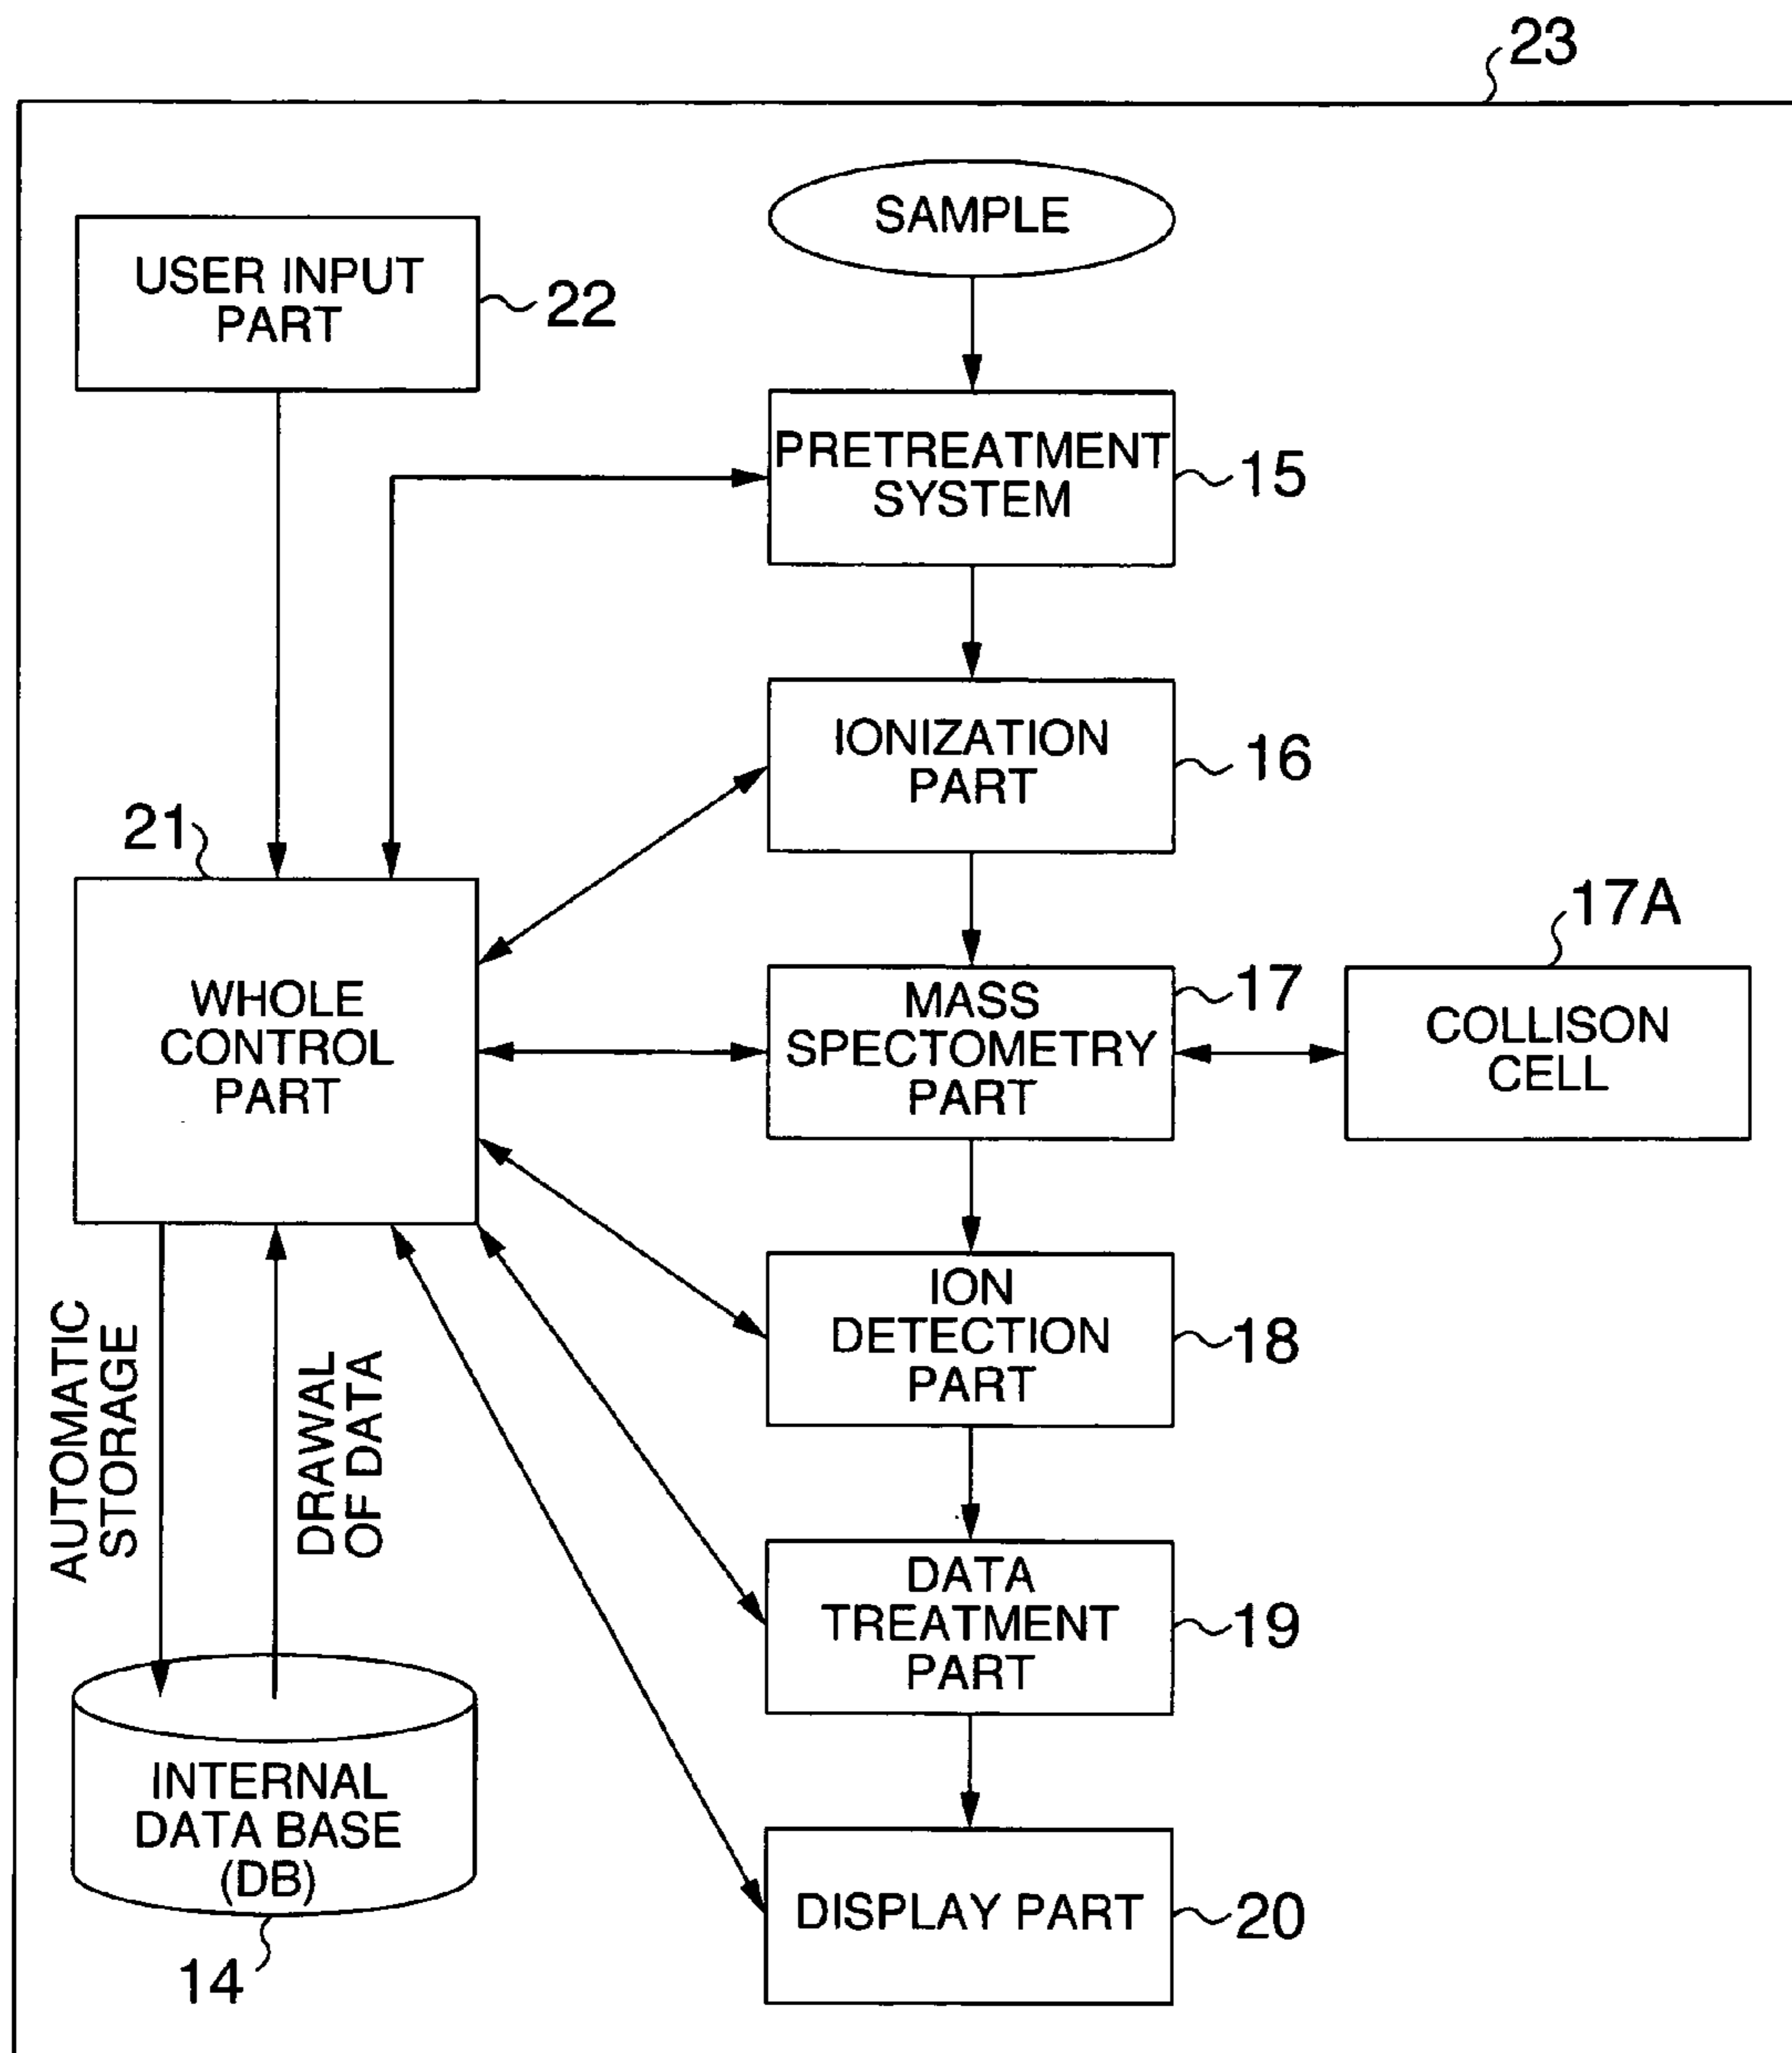 23
SAMPLE
USER INPUT
PART
22
PRETREATMENT
SYSTEM
15
IONIZATION
PART
16
21
WHOLE
CONTROL
PART
MASS
SPECTOMETRY
PART
17
17A
COLLISON
CELL
ION
DETECTION
PART
18
AUTOMATIC
STORAGE
DRAWAL
OF DATA
DATA
TREATMENT
PART
19
INTERNAL
DATA BASE
(DB)
14
DISPLAY PART
20